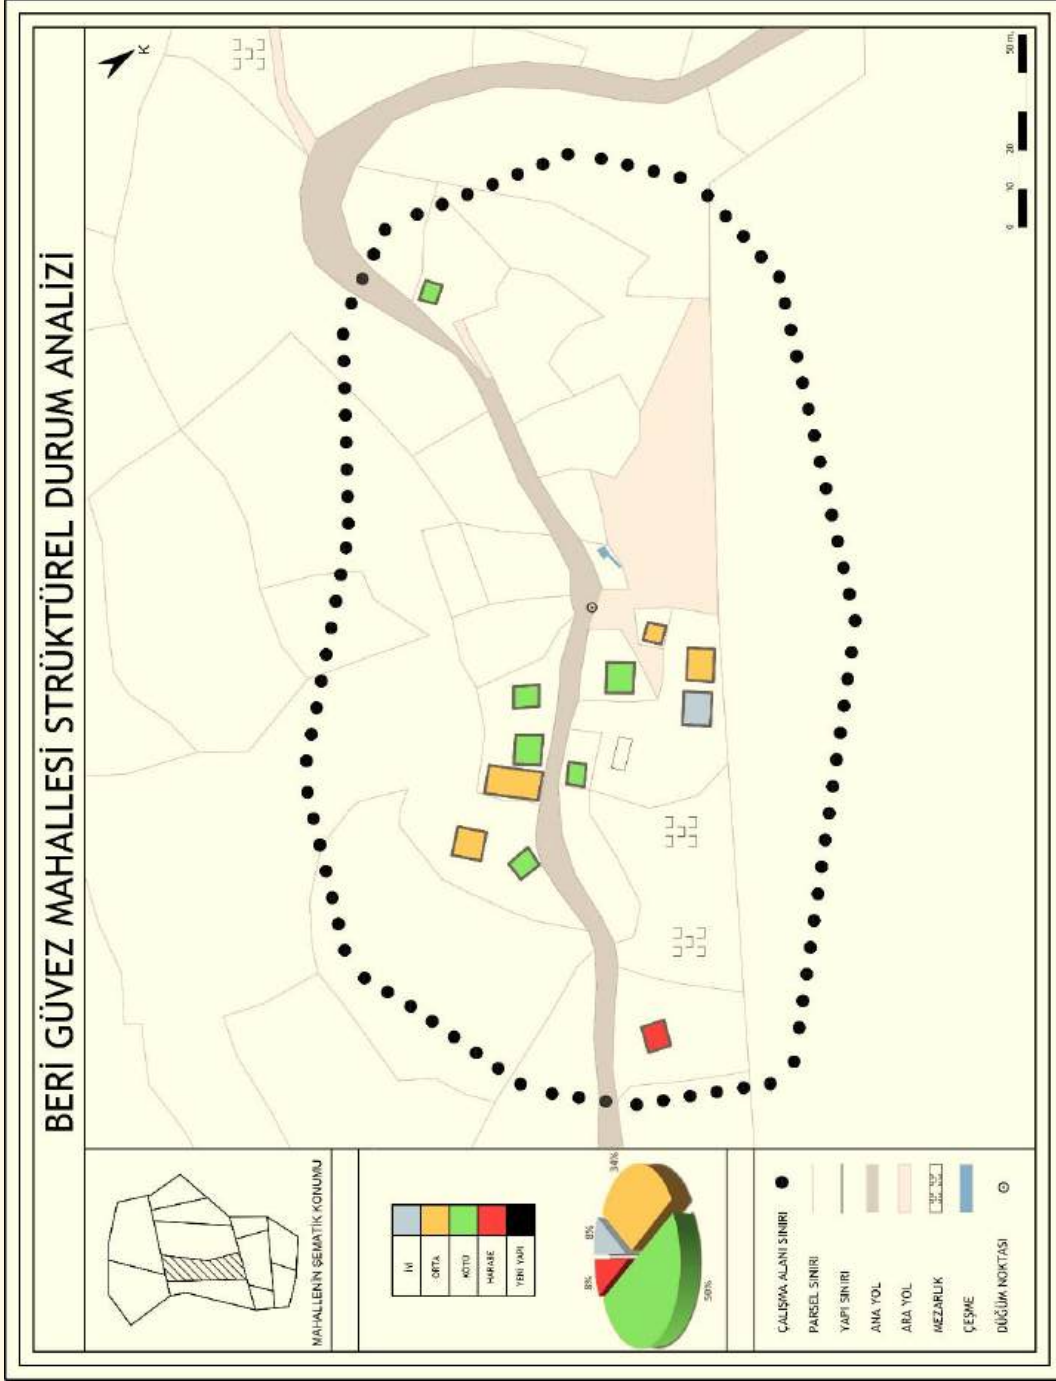 BERİ GÜVEZ MAHALLESİ STRÜKTÜREL DURUM ANALİZİ
K
0 10 20 50 m.
MAHALLENİN ŞEMATİK KONUMU
İYİ
ORTA
KÖTÜ
HARABE
YENİ YAPI
8%
8%
34%
50%
ÇALIŞMA ALANI SINIRI
PARSEL SINIRI
YAPI SINIRI
ANA YOL
ARA YOL
MEZARLIK
ÇEŞME
DÜĞÜM NOKTASI